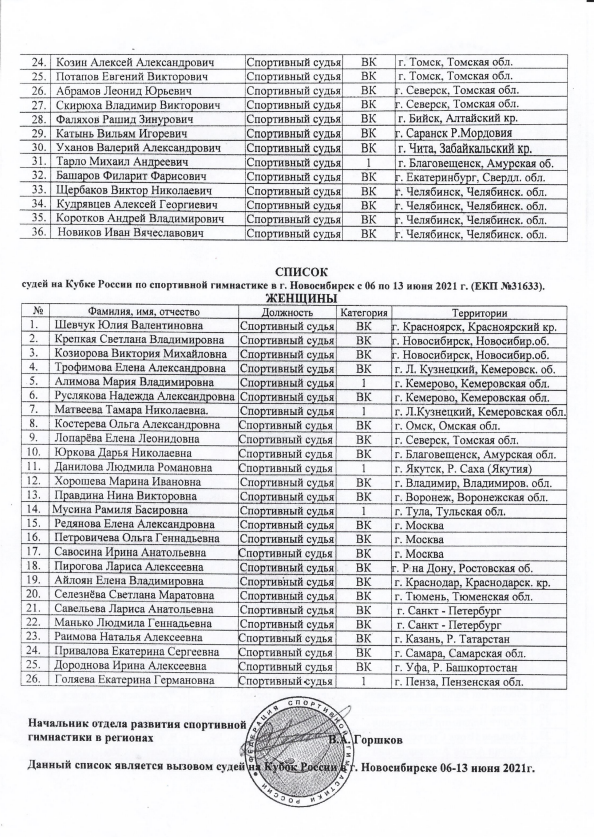 24. Козин Алексей Александрович Спортивный судья ВК г. Томск, Томская обл.
25. Потапов Евгений Викторович Спортивный судья ВК г. Томск, Томская обл.
26. Абрамов Леонид Юрьевич Спортивный судья ВК г. Северск, Томская обл.
27. Скирюха Владимир Викторович Спортивный судья ВК г. Северск, Томская обл.
28. Фаляхов Рашид Зинурович Спортивный судья ВК г. Бийск, Алтайский кр.
29. Катынь Вильям Игоревич Спортивный судья ВК г. Саранск Р.Мордовия
30. Уханов Валерий Александрович Спортивный судья ВК г. Чита, Забайкальский кр.
31. Тарло Михаил Андреевич Спортивный судья 1 г. Благовещенск, Амурская об.
32. Башаров Филарит Фарисович Спортивный судья ВК г. Екатеринбург, Свердл. обл.
33. Щербаков Виктор Николаевич Спортивный судья ВК г. Челябинск, Челябинск. обл.
34. Кудрявцев Алексей Георгиевич Спортивный судья ВК г. Челябинск, Челябинск. обл.
35. Коротков Андрей Владимирович Спортивный судья ВК г. Челябинск, Челябинск. обл.
36. Новиков Иван Вячеславович Спортивный судья ВК г. Челябинск, Челябинск. обл.
СПИСОК
судей на Кубке России по спортивной гимнастике в г. Новосибирск с 06 по 13 июня 2021 г. (ЕКП №31633).
ЖЕНЩИНЫ
№ Фамилия, имя, отчество Должность Категория Территории
1. Шевчук Юлия Валентиновна Спортивный судья ВК г. Красноярск, Красноярский кр.
2. Крепкая Светлана Владимировна Спортивный судья ВК г. Новосибирск, Новосибир.об.
3. Козиорова Виктория Михайловна Спортивный судья ВК г. Новосибирск, Новосибир.об.
4. Трофимова Елена Александровна Спортивный судья ВК г. Л. Кузнецкий, Кемеровск. об.
5. Алимова Мария Владимировна Спортивный судья 1 г. Кемерово, Кемеровская обл.
6. Руслякова Надежда Александровна Спортивный судья ВК г. Кемерово, Кемеровская обл.
7. Матвеева Тамара Николаевна. Спортивный судья 1 г. Л.Кузнецкий, Кемеровская обл.
8. Костерева Ольга Александровна Спортивный судья ВК г. Омск, Омская обл.
9. Лопарёва Елена Леонидовна Спортивный судья ВК г. Северск, Томская обл.
10. Юркова Дарья Николаевна Спортивный судья ВК г. Благовещенск, Амурская обл.
11. Данилова Людмила Романовна Спортивный судья 1 г. Якутск, Р. Саха (Якутия)
12. Хорошева Марина Ивановна Спортивный судья ВК г. Владимир, Владимиров. обл.
13. Правдина Нина Викторовна Спортивный судья ВК г. Воронеж, Воронежская обл.
14. Мусина Рамиля Басировна Спортивный судья 1 г. Тула, Тульская обл.
15. Редянова Елена Александровна Спортивный судья ВК г. Москва
16. Петровичева Ольга Геннадьевна Спортивный судья ВК г. Москва
17. Савосина Ирина Анатольевна Спортивный судья ВК г. Москва
18. Пирогова Лариса Алексеевна Спортивный судья ВК г. Р на Дону, Ростовская об.
19. Айлоян Елена Владимировна Спортивный судья ВК г. Краснодар, Краснодарск. кр.
20. Селезнёва Светлана Маратовна Спортивный судья ВК г. Тюмень, Тюменская обл.
21. Савельева Лариса Анатольевна Спортивный судья ВК г. Санкт - Петербург
22. Манько Людмила Геннадьевна Спортивный судья ВК г. Санкт - Петербург
23. Раимова Наталья Алексеевна Спортивный судья ВК г. Казань, Р. Татарстан
24. Привалова Екатерина Сергеевна Спортивный судья ВК г. Самара, Самарская обл.
25. Дороднова Ирина Алексеевна Спортивный судья ВК г. Уфа, Р. Башкортостан
26. Голяева Екатерина Германовна Спортивный судья 1 г. Пенза, Пензенская обл.
Начальник отдела развития спортивной
гимнастики в регионах В.А. Горшков
Данный список является вызовом судей на Кубок России в г. Новосибирске 06-13 июня 2021г.
ФЕДЕРАЦИЯ СПОРТИВНОЙ ГИМНАСТИКИ РОССИИ